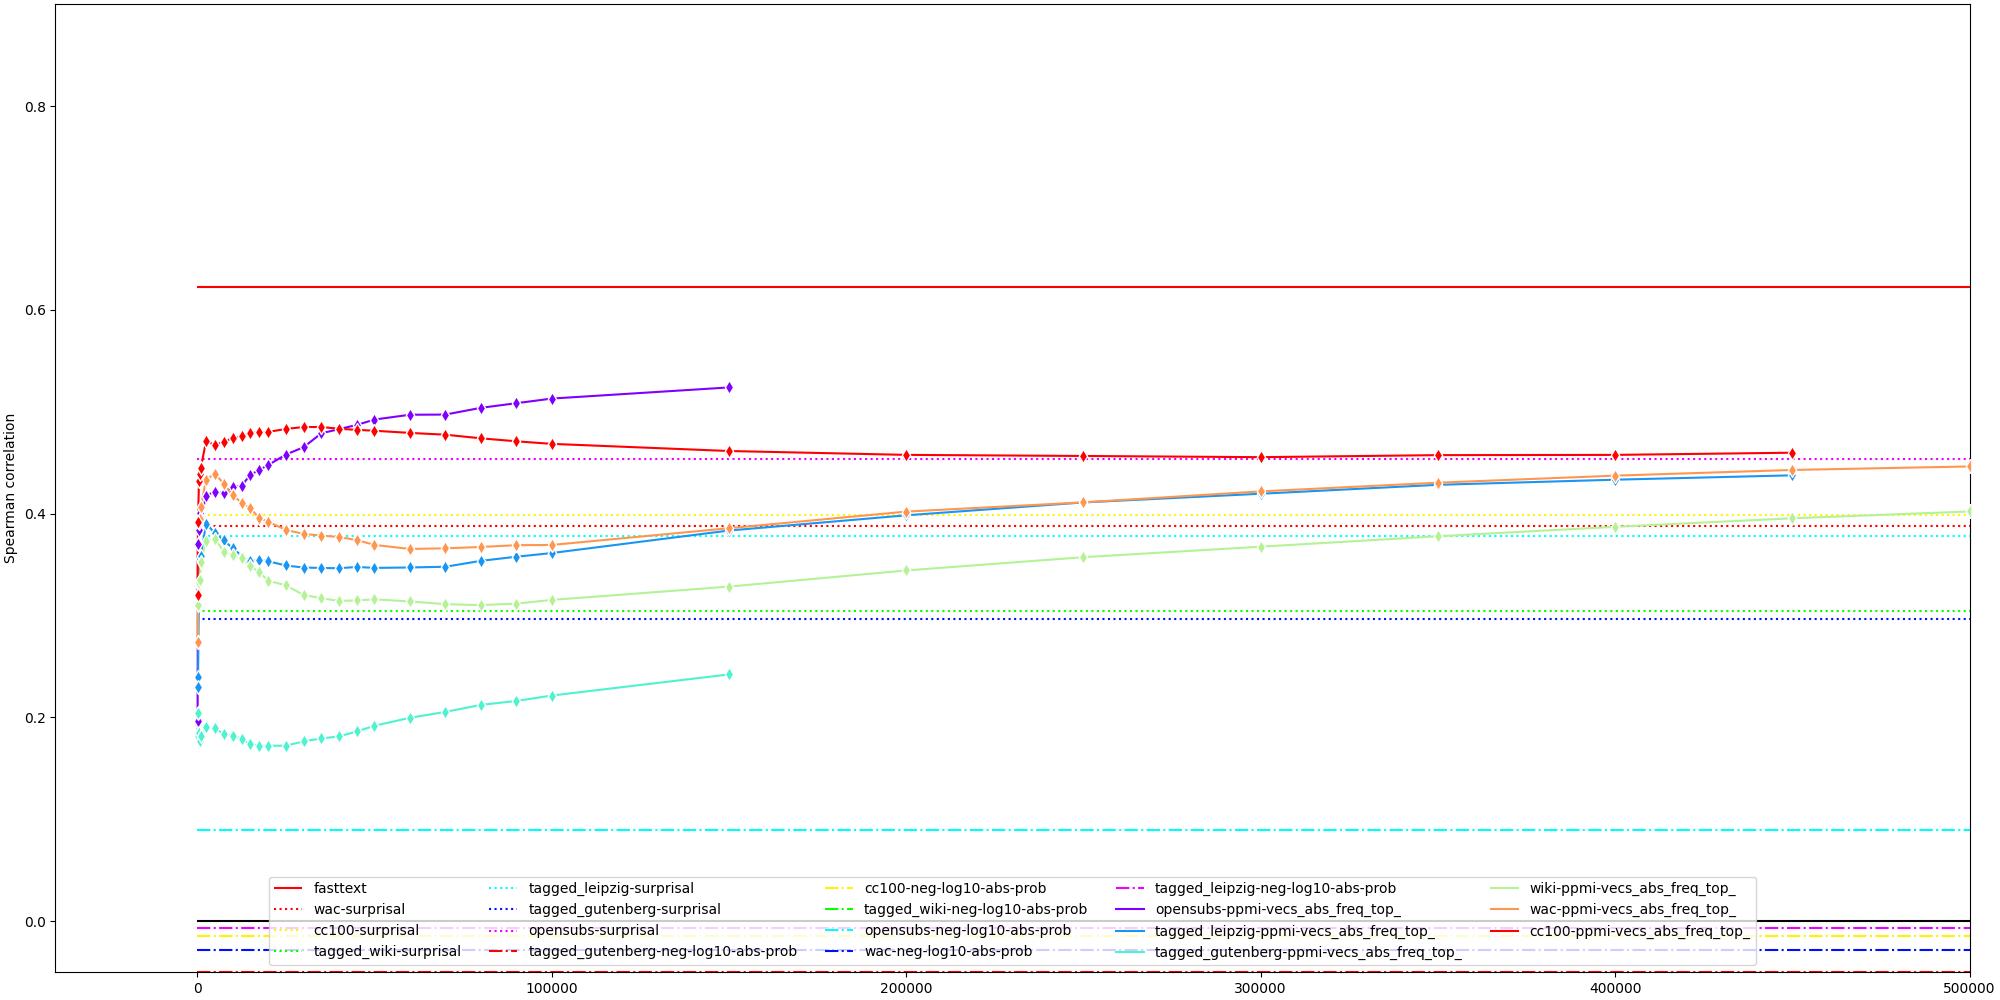 0.8
0.6
0.4
0.2
0.0
Spearman correlation
fasttext
wac-surprisal
cc100-surprisal
tagged_wiki-surprisal
tagged_leipzig-surprisal
tagged_gutenberg-surprisal
opensubs-surprisal
tagged_gutenberg-neg-log10-abs-prob
cc100-neg-log10-abs-prob
tagged_wiki-neg-log10-abs-prob
opensubs-neg-log10-abs-prob
wac-neg-log10-abs-prob
tagged_leipzig-neg-log10-abs-prob
opensubs-ppmi-vecs_abs_freq_top_
tagged_leipzig-ppmi-vecs_abs_freq_top_
tagged_gutenberg-ppmi-vecs_abs_freq_top_
wiki-ppmi-vecs_abs_freq_top_
wac-ppmi-vecs_abs_freq_top_
cc100-ppmi-vecs_abs_freq_top_
0 100000 200000 300000 400000 500000